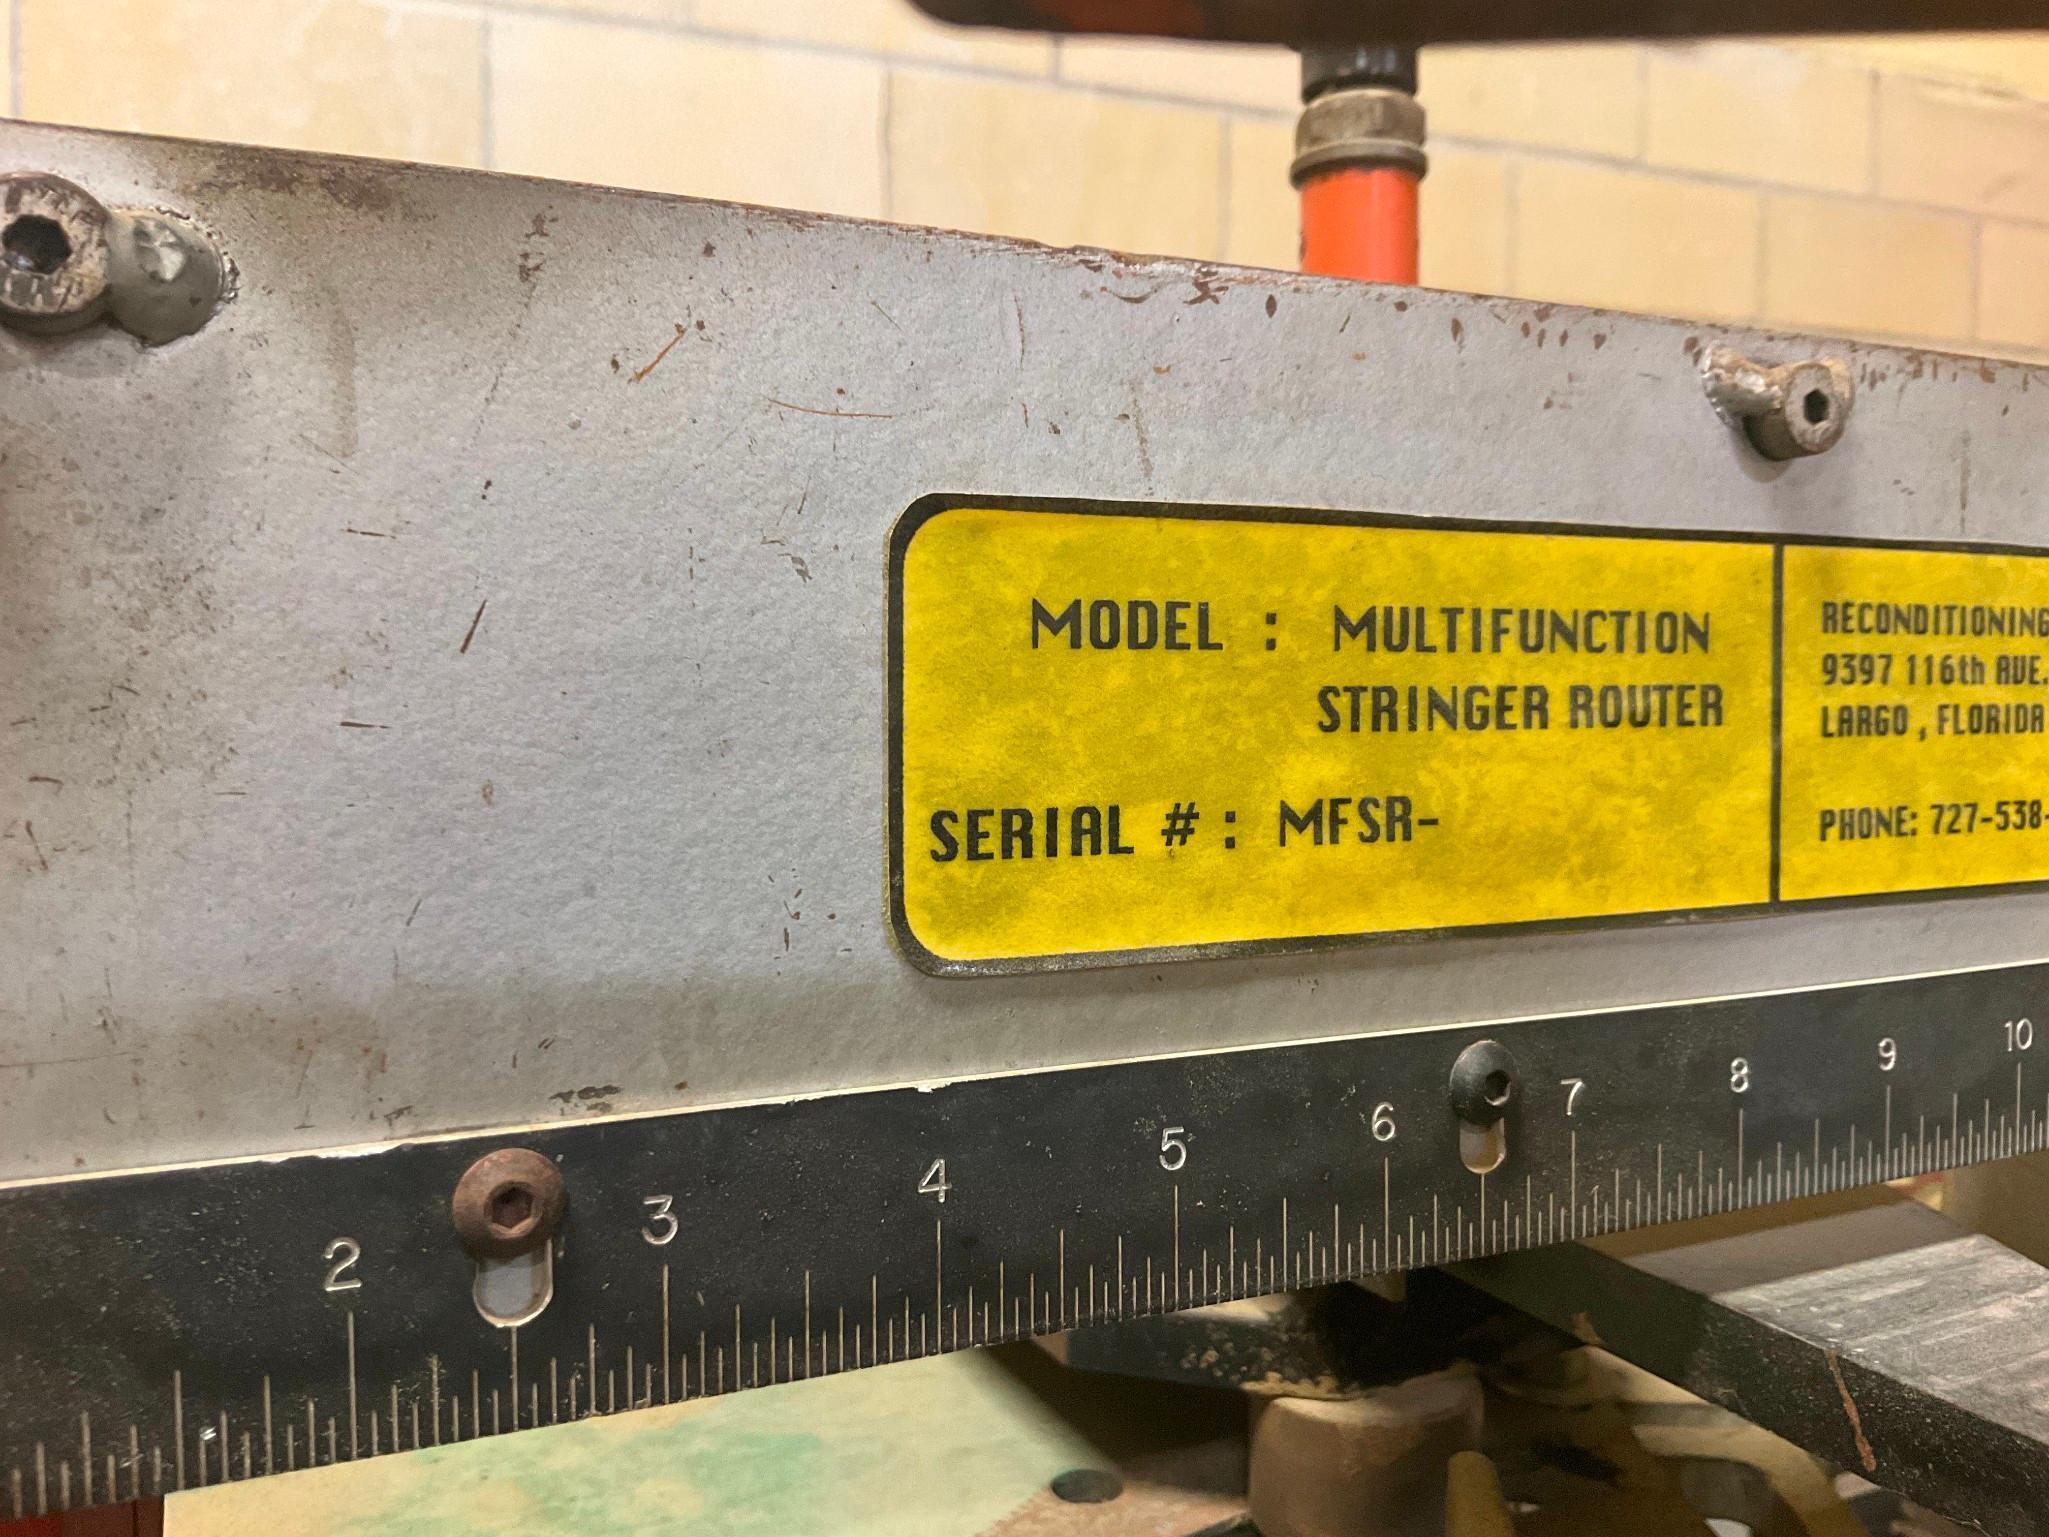 MODEL : MULTIFUNCTION
STRINGER ROUTER
SERIAL # : MFSR-
RECONDITIONING
9397 116th AVE.
LARGO , FLORIDA
PHONE: 727-538-
2 3 4 5 6 7 8 9 10